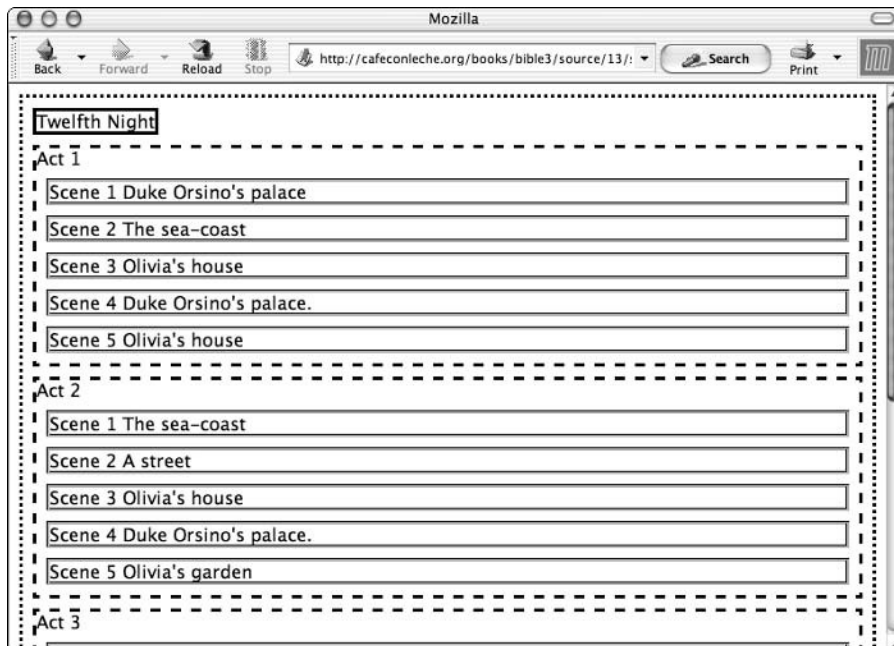 Mozilla
Back Forward Reload Stop http://cafeconleche.org/books/bible3/source/13/ Search Print
Twelfth Night
Act 1
Scene 1 Duke Orsino's palace
Scene 2 The sea-coast
Scene 3 Olivia's house
Scene 4 Duke Orsino's palace.
Scene 5 Olivia's house
Act 2
Scene 1 The sea-coast
Scene 2 A street
Scene 3 Olivia's house
Scene 4 Duke Orsino's palace.
Scene 5 Olivia's garden
Act 3